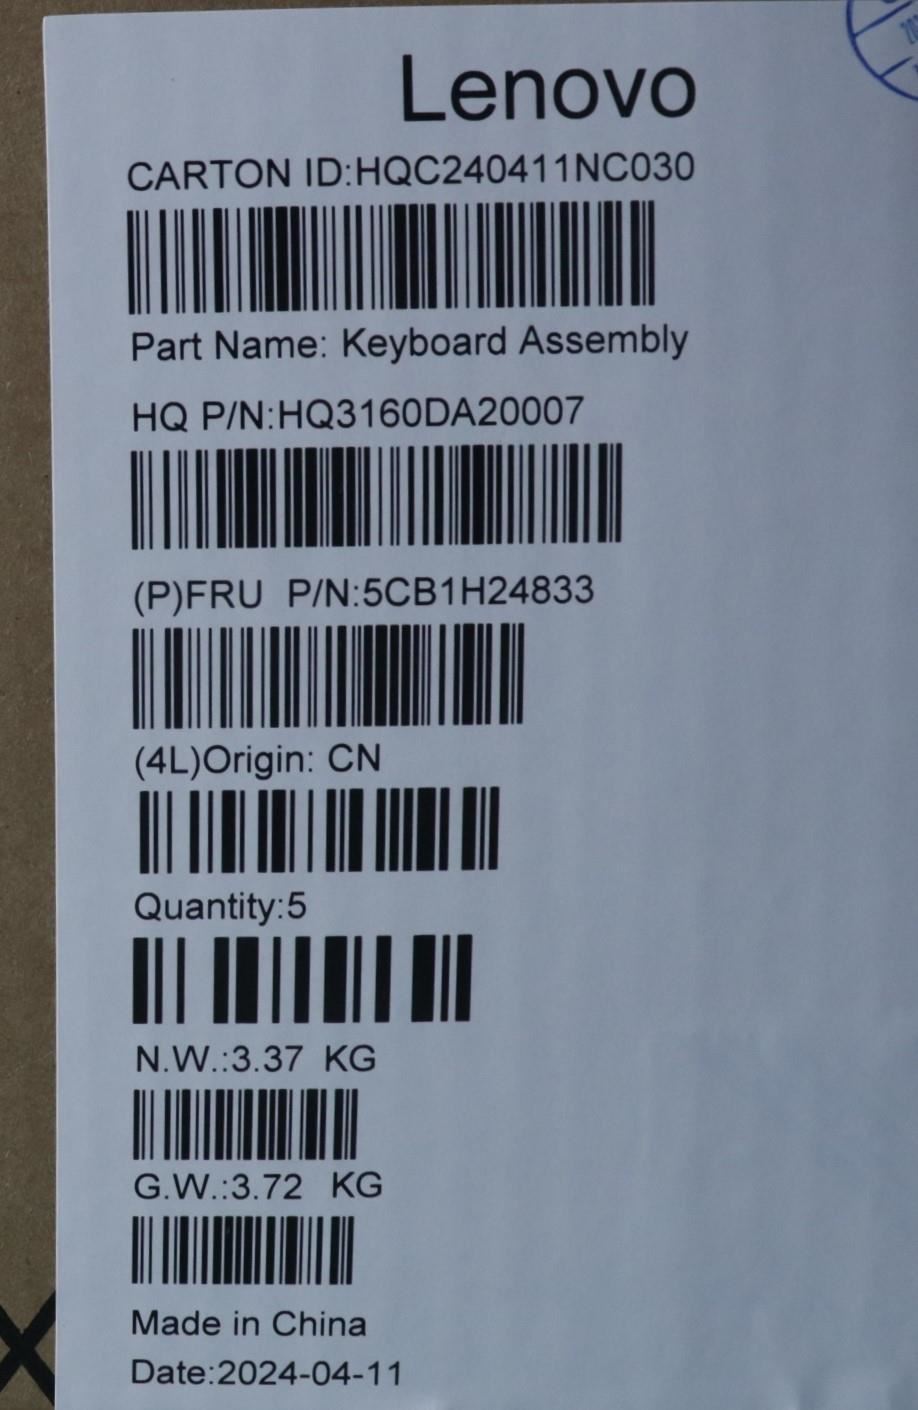 Lenovo
CARTON ID:HQC240411NC030
Part Name: Keyboard Assembly
HQ P/N:HQ3160DA20007
(P)FRU P/N:5CB1H24833
(4L)Origin: CN
Quantity:5
N.W.:3.37 KG
G.W.:3.72 KG
Made in China
Date:2024-04-11